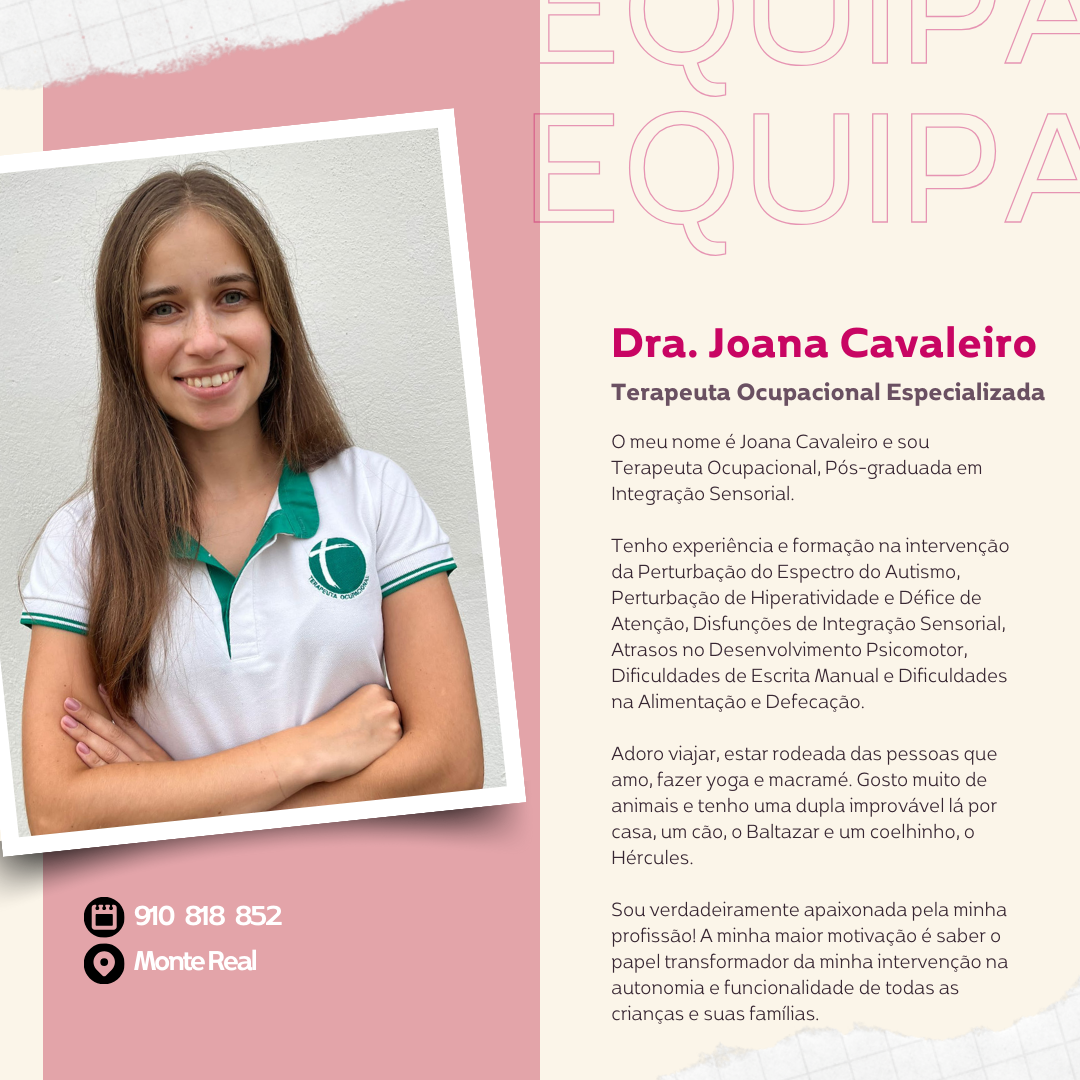 EQUIPA
EQUIPA
Dra. Joana Cavaleiro
Terapeuta Ocupacional Especializada
O meu nome é Joana Cavaleiro e sou
Terapeuta Ocupacional, Pós-graduada em
Integração Sensorial.
Tenho experiência e formação na intervenção
da Perturbação do Espectro do Autismo,
Perturbação de Hiperatividade e Défice de
Atenção, Disfunções de Integração Sensorial,
Atrasos no Desenvolvimento Psicomotor,
Dificuldades de Escrita Manual e Dificuldades
na Alimentação e Defecação.
Adoro viajar, estar rodeada das pessoas que
amo, fazer yoga e macramé. Gosto muito de
animais e tenho uma dupla improvável lá por
casa, um cão, o Baltazar e um coelhinho, o
Hércules.
Sou verdadeiramente apaixonada pela minha
profissão! A minha maior motivação é saber o
papel transformador da minha intervenção na
autonomia e funcionalidade de todas as
crianças e suas famílias.
TERAPEUTA OCUPACIONAL
910 818 852
Monte Real